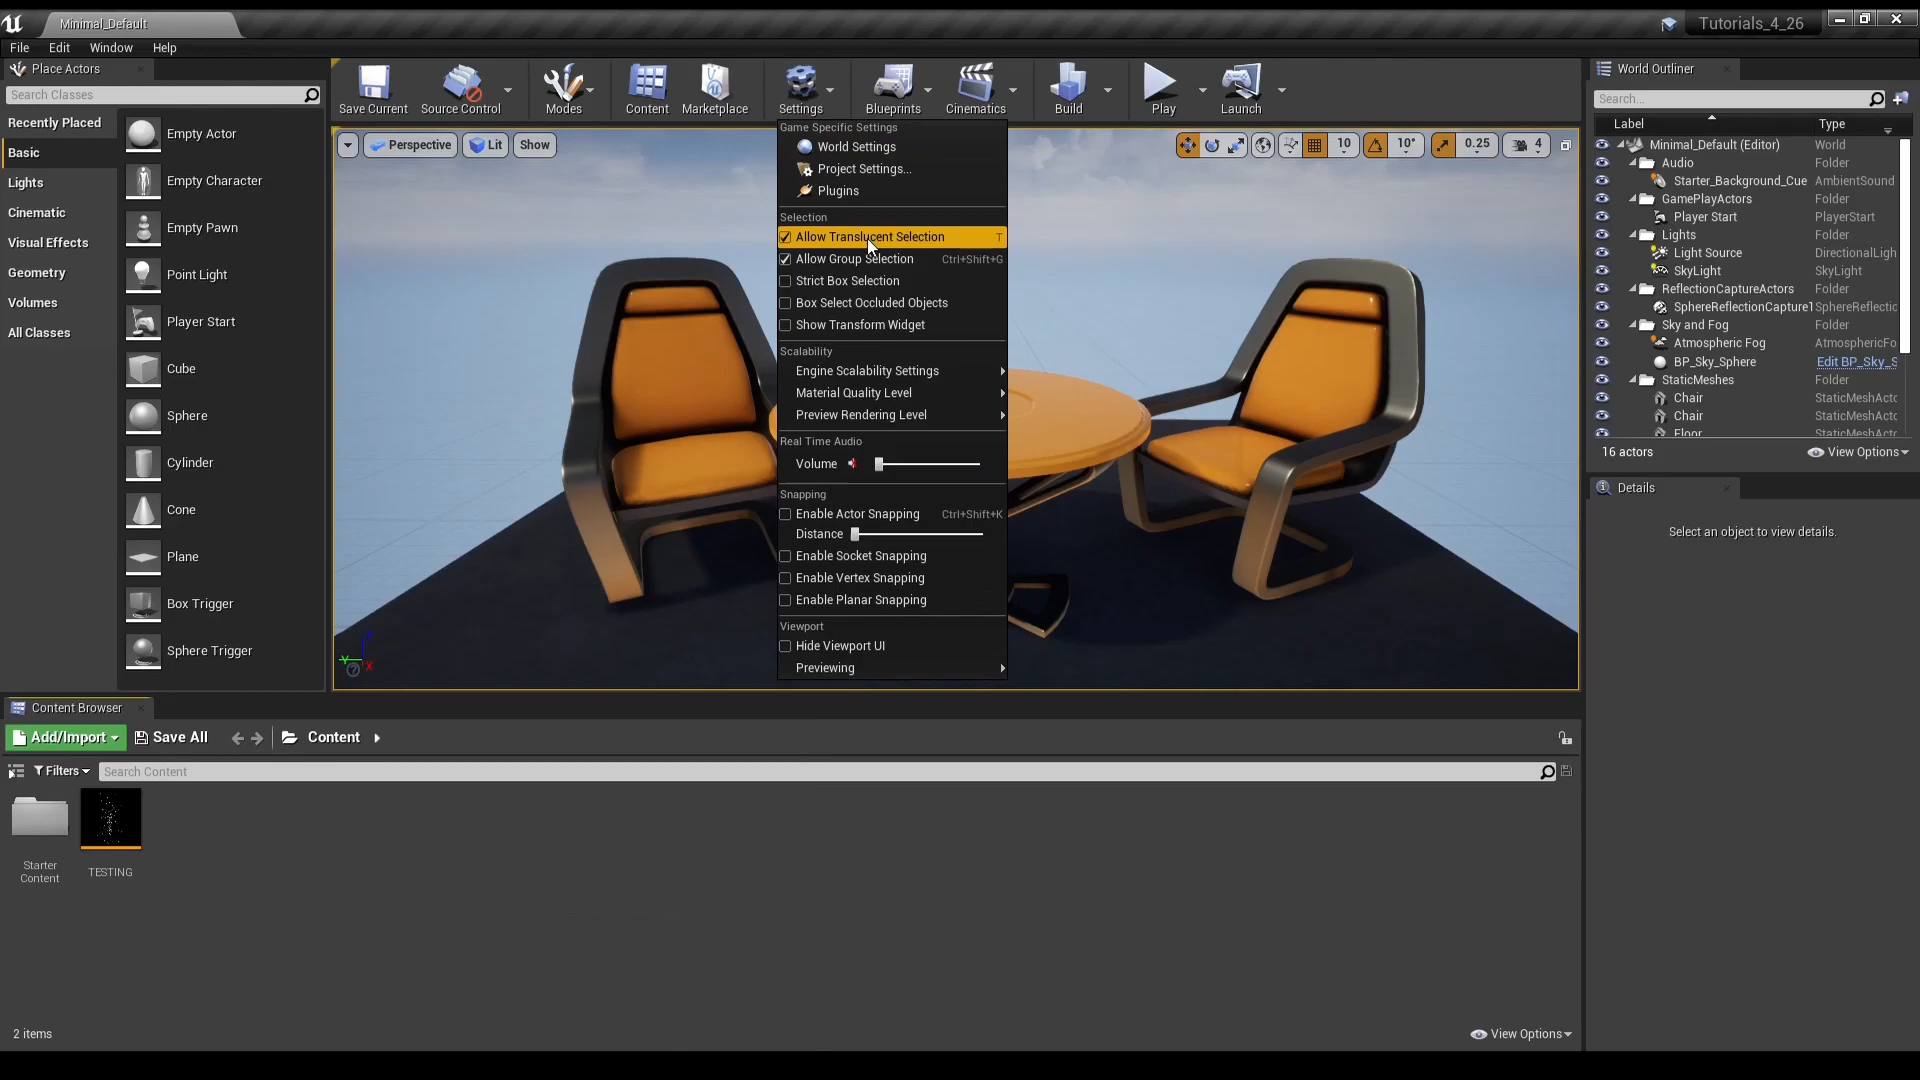 Minimal_Default
Tutorials_4_26
File Edit Window Help
Place Actors
Search Classes
Recently Placed
Basic
Lights
Cinematic
Visual Effects
Geometry
Volumes
All Classes
Empty Actor
Empty Character
Empty Pawn
Point Light
Player Start
Cube
Sphere
Cylinder
Cone
Plane
Box Trigger
Sphere Trigger
Save Current Source Control Modes Content Marketplace Settings Blueprints Cinematics Build Play Launch
Perspective Lit Show
10 10° 0.25 4
Game Specific Settings
World Settings
Project Settings...
Plugins
Selection
Allow Translucent Selection T
Allow Group Selection Ctrl+Shift+G
Strict Box Selection
Box Select Occluded Objects
Show Transform Widget
Scalability
Engine Scalability Settings
Material Quality Level
Preview Rendering Level
Real Time Audio
Volume
Snapping
Enable Actor Snapping Ctrl+Shift+K
Distance
Enable Socket Snapping
Enable Vertex Snapping
Enable Planar Snapping
Viewport
Hide Viewport UI
Previewing
World Outliner
Search...
Label Type
Minimal_Default (Editor) World
Audio Folder
Starter_Background_Cue AmbientSound
GamePlayActors Folder
Player Start PlayerStart
Lights Folder
Light Source DirectionalLigh
SkyLight SkyLight
ReflectionCaptureActors Folder
SphereReflectionCapture1 SphereReflectic
Sky and Fog Folder
Atmospheric Fog AtmosphericFo
BP_Sky_Sphere Edit BP_Sky_S
StaticMeshes Folder
Chair StaticMeshActo
Chair StaticMeshActo
Floor StaticMeshActo
16 actors View Options
Details
Select an object to view details.
Content Browser
Add/Import Save All Content
Filters Search Content
Starter
Content
TESTING
2 items View Options